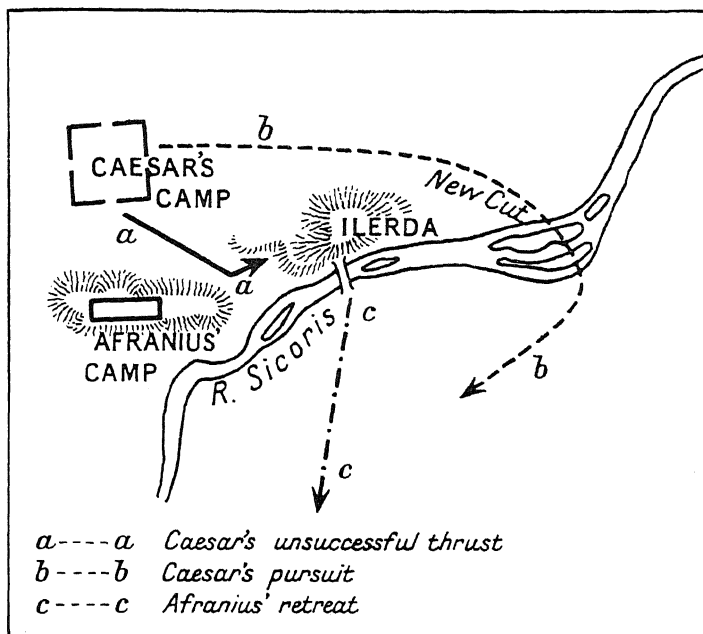 b
CAESAR'S
CAMP
New Cut
a
ILERDA
a
c
AFRANIUS'
CAMP
R. Sicoris
b
c
a----a Caesar's unsuccessful thrust
b----b Caesar's pursuit
c----c Afranius' retreat